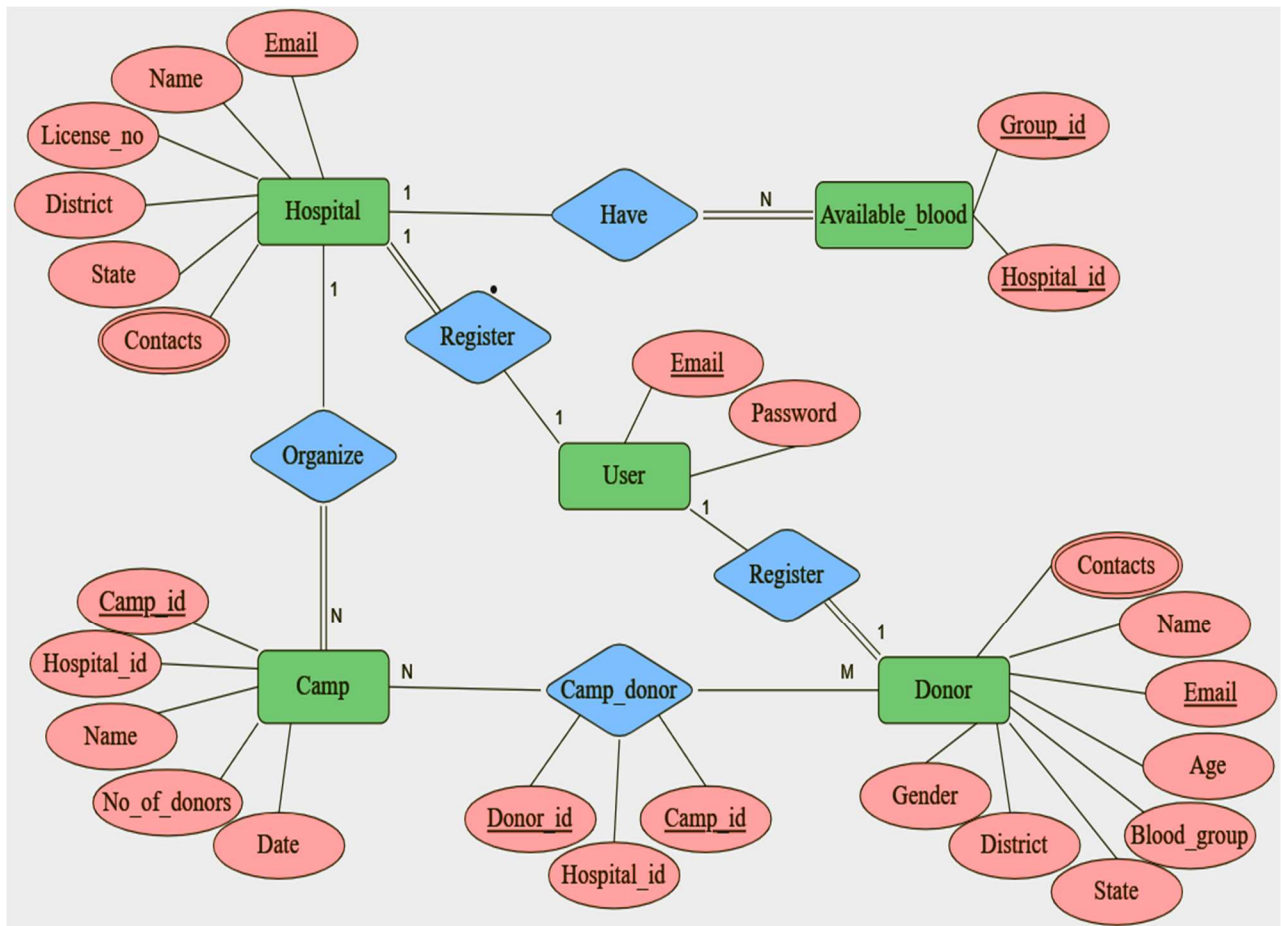 Email
Name
License_no
District
State
Contacts
Hospital
1
Have
N
Available_blood
Group_id
Hospital_id
1
1
Register
1
Email
Password
User
1
Organize
Register
1
N
Camp_id
Hospital_id
Name
No_of_donors
Date
Camp
N
Camp_donor
M
Donor
Donor_id
Hospital_id
Camp_id
Contacts
Name
Email
Age
Blood_group
State
District
Gender